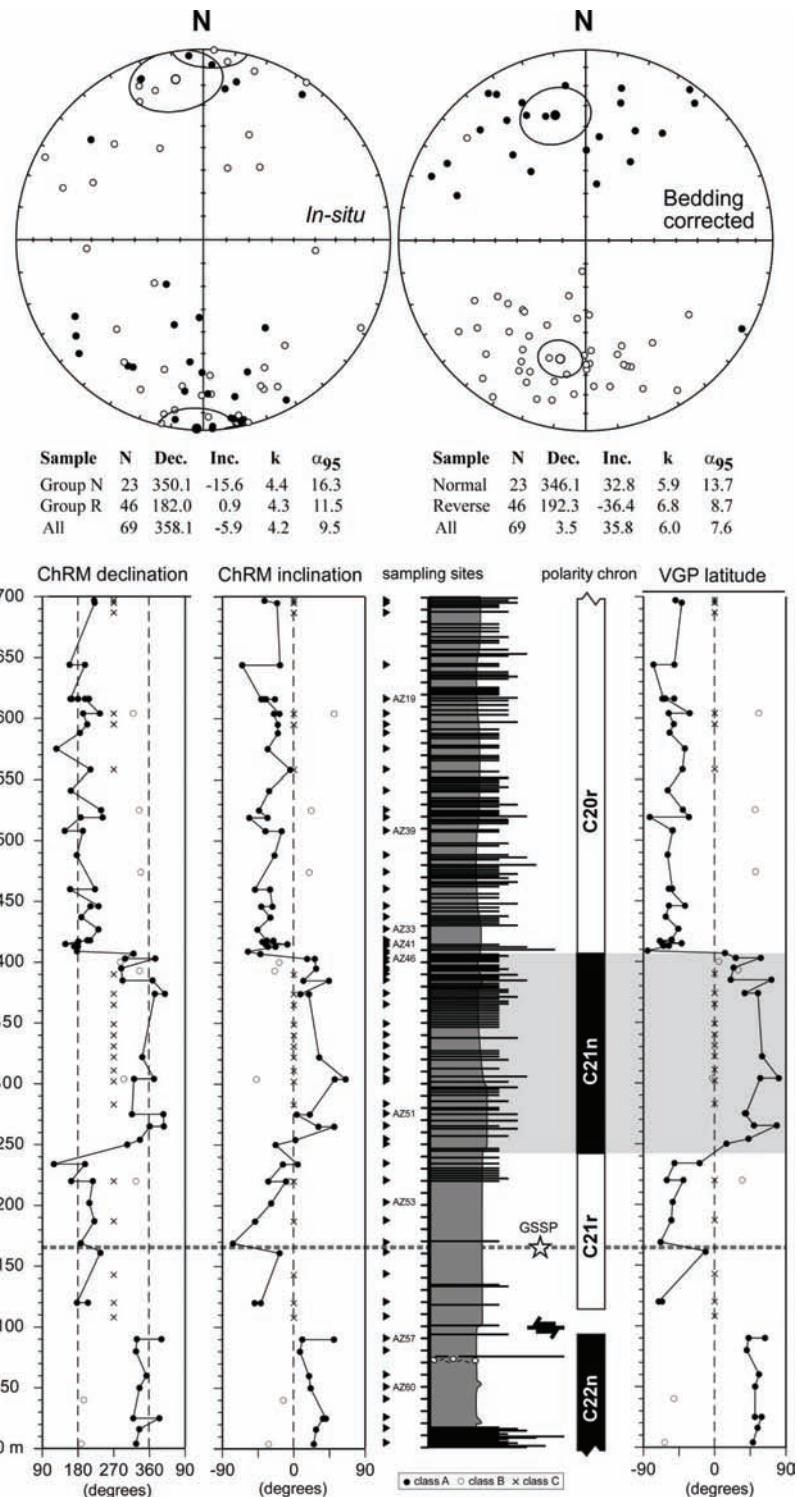 N N
In-situ Bedding
corrected
Sample N Dec. Inc. k α95
Group N 23 350.1 -15.6 4.4 16.3
Group R 46 182.0 0.9 4.3 11.5
All 69 358.1 -5.9 4.2 9.5
Sample N Dec. Inc. k α95
Normal 23 346.1 32.8 5.9 13.7
Reverse 46 192.3 -36.4 6.8 8.7
All 69 3.5 35.8 6.0 7.6
ChRM declination ChRM inclination sampling sites polarity chron VGP latitude
700
650
600
550
500
450
400
350
300
250
200
150
100
50
0 m
AZ19
AZ39
AZ33
AZ41
AZ46
AZ51
AZ53
AZ57
AZ60
GSSP
C20r
C21n
C21r
C22n
90 180 270 360 90 -90 0 90 -90 0 90
(degrees) (degrees) (degrees)
● class A ○ class B × class C